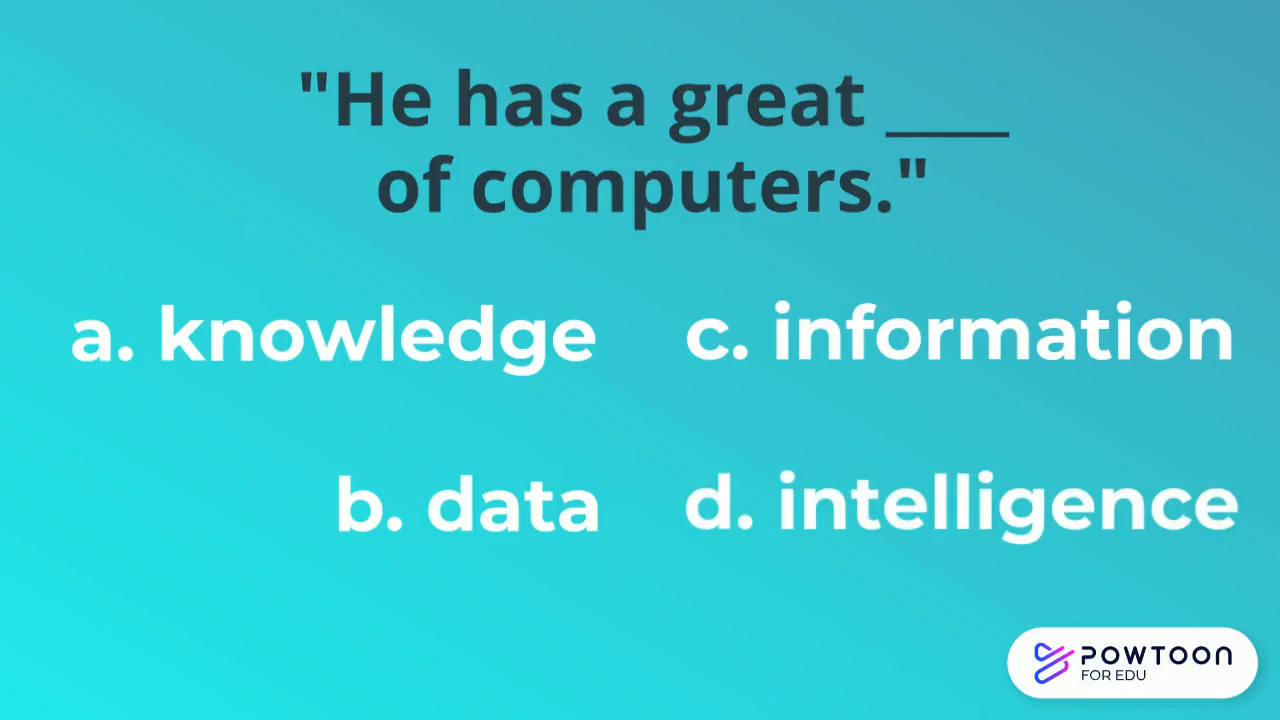 "He has a great ____
of computers."
a. knowledge
c. information
b. data
d. intelligence
POWTOON
FOR EDU